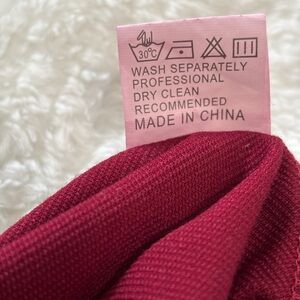 30°C
WASH SEPARATELY
PROFESSIONAL
DRY CLEAN
RECOMMENDED
MADE IN CHINA